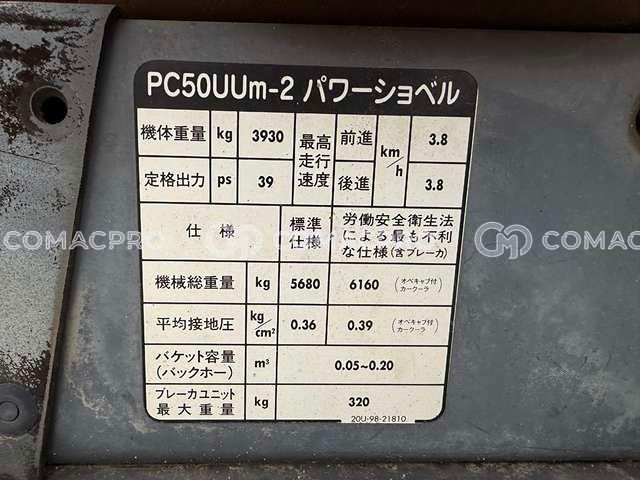 PC50UUm-2 パワーショベル
機体重量 kg 3930 最高走行速度 前進 km/h 3.8
定格出力 ps 39 後進 3.8
仕様 標準仕様 労働安全衛生法による最も不利な仕様(含ブレーカ)
機械総重量 kg 5680 6160 (オペキャブ付カークーラ)
平均接地圧 kg/cm² 0.36 0.39 (オペキャブ付カークーラ)
バケット容量(バックホー) m³ 0.05~0.20
ブレーカユニット最大重量 kg 320
20U-98-21810
COMACPRO
COMAC